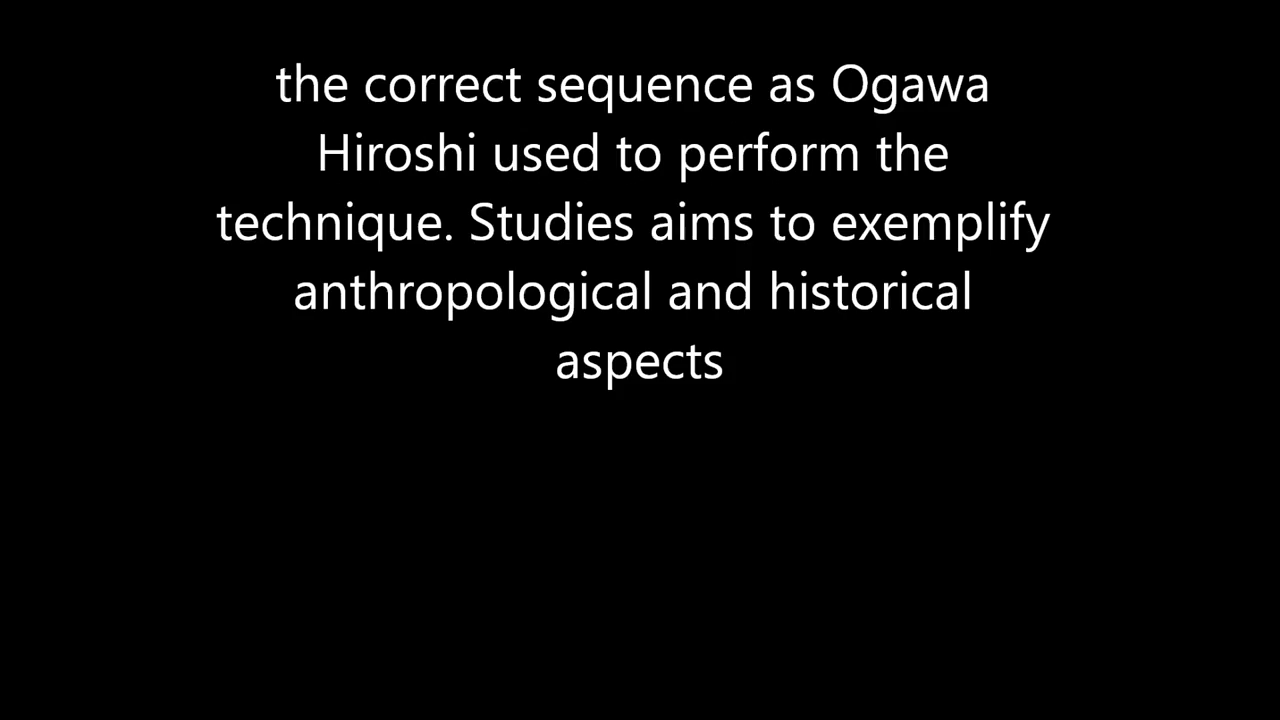 the correct sequence as Ogawa
Hiroshi used to perform the
technique. Studies aims to exemplify
anthropological and historical
aspects